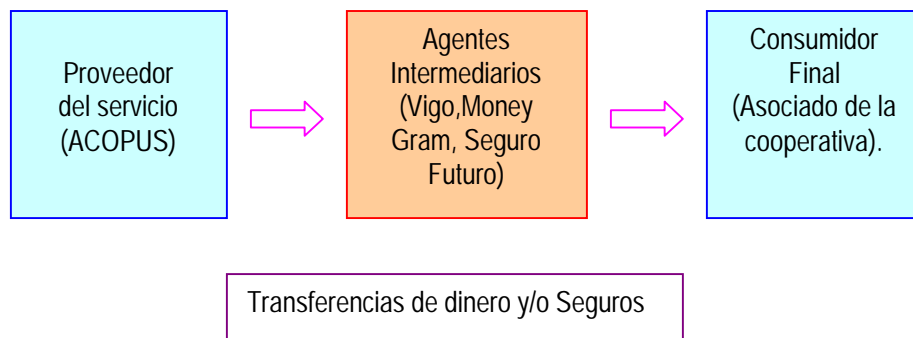 Proveedor
del servicio
(ACOPUS)
Agentes
Intermediarios
(Vigo,Money
Gram, Seguro
Futuro)
Consumidor
Final
(Asociado de la
cooperativa).
Transferencias de dinero y/o Seguros